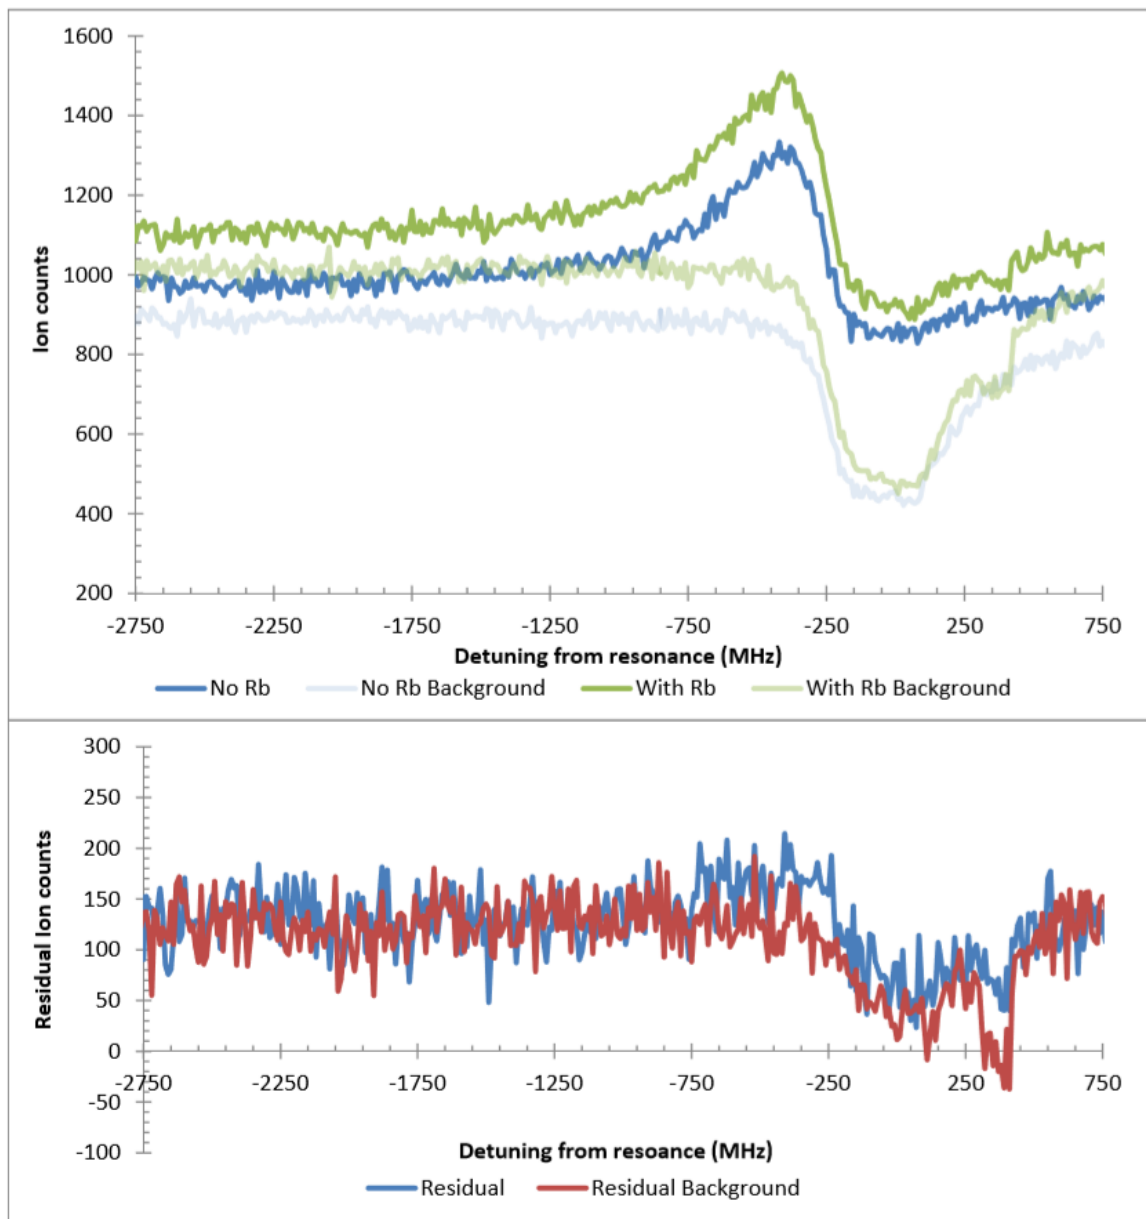 1600
1400
1200
1000
800
600
400
200
Ion counts
-2750 -2250 -1750 -1250 -750 -250 250 750
Detuning from resonance (MHz)
No Rb No Rb Background With Rb With Rb Background
300
250
200
150
100
50
0
-50
-100
Residual Ion counts
-2750 -2250 -1750 -1250 -750 -250 250 750
Detuning from resoance (MHz)
Residual Residual Background